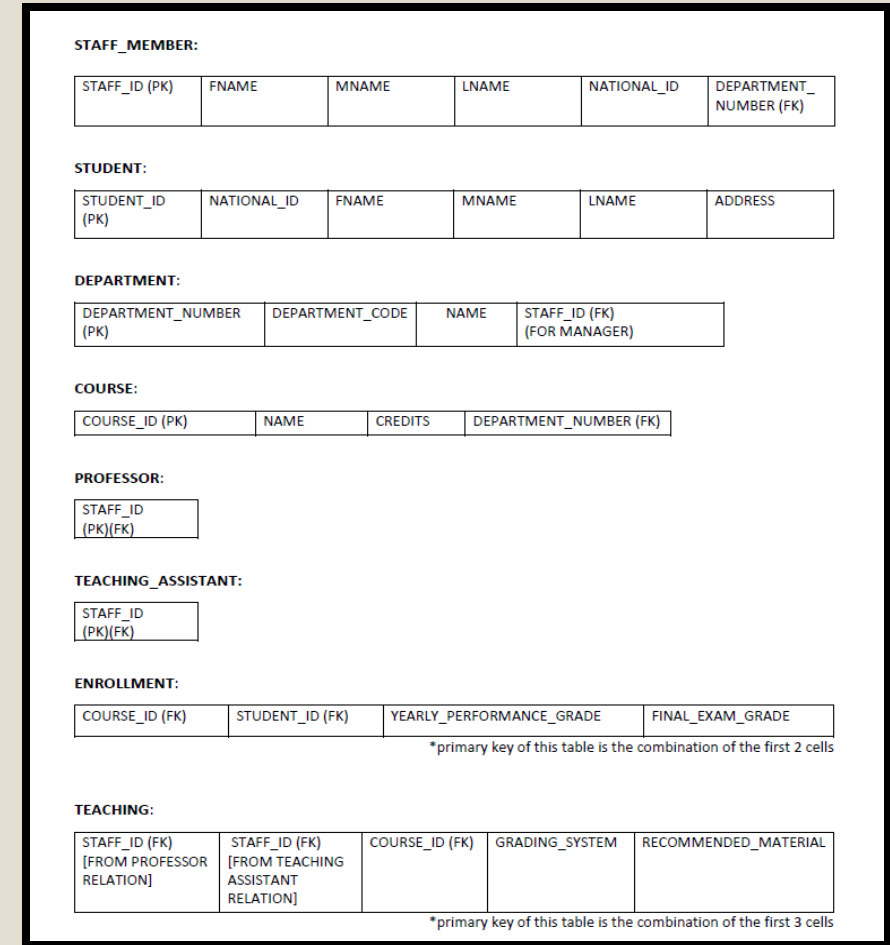 STAFF_MEMBER:
STAFF_ID (PK) FNAME MNAME LNAME NATIONAL_ID DEPARTMENT_
NUMBER (FK)
STUDENT:
STUDENT_ID NATIONAL_ID FNAME MNAME LNAME ADDRESS
(PK)
DEPARTMENT:
DEPARTMENT_NUMBER DEPARTMENT_CODE NAME STAFF_ID (FK)
(PK) (FOR MANAGER)
COURSE:
COURSE_ID (PK) NAME CREDITS DEPARTMENT_NUMBER (FK)
PROFESSOR:
STAFF_ID
(PK)(FK)
TEACHING_ASSISTANT:
STAFF_ID
(PK)(FK)
ENROLLMENT:
COURSE_ID (FK) STUDENT_ID (FK) YEARLY_PERFORMANCE_GRADE FINAL_EXAM_GRADE
*primary key of this table is the combination of the first 2 cells
TEACHING:
STAFF_ID (FK) STAFF_ID (FK) COURSE_ID (FK) GRADING_SYSTEM RECOMMENDED_MATERIAL
[FROM PROFESSOR [FROM TEACHING
RELATION] ASSISTANT
RELATION]
*primary key of this table is the combination of the first 3 cells